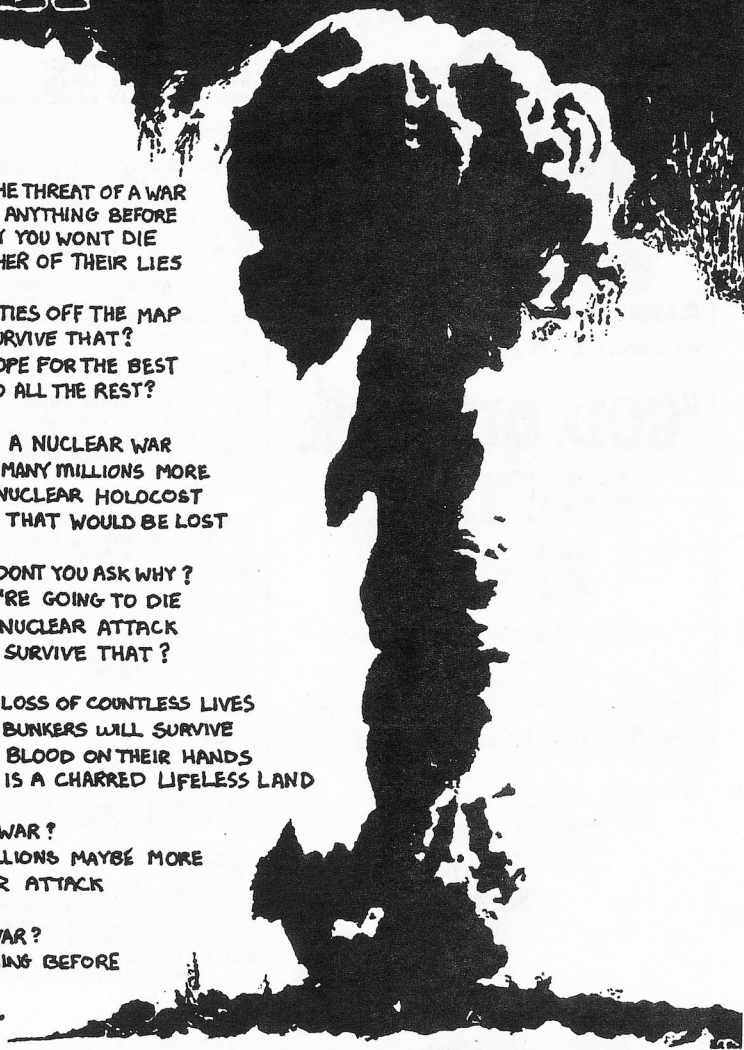 HE THREAT OF A WAR
ANYTHING BEFORE
YOU WONT DIE
HER OF THEIR LIES
TIES OFF THE MAP
RVIVE THAT?
OPE FOR THE BEST
D ALL THE REST?
A NUCLEAR WAR
MANY MILLIONS MORE
NUCLEAR HOLOCOST
THAT WOULD BE LOST
DONT YOU ASK WHY?
'RE GOING TO DIE
NUCLEAR ATTACK
SURVIVE THAT?
LOSS OF COUNTLESS LIVES
BUNKERS WILL SURVIVE
BLOOD ON THEIR HANDS
IS A CHARRED LIFELESS LAND
WAR?
LLIONS MAYBE MORE
R ATTACK
AR?
ING BEFORE